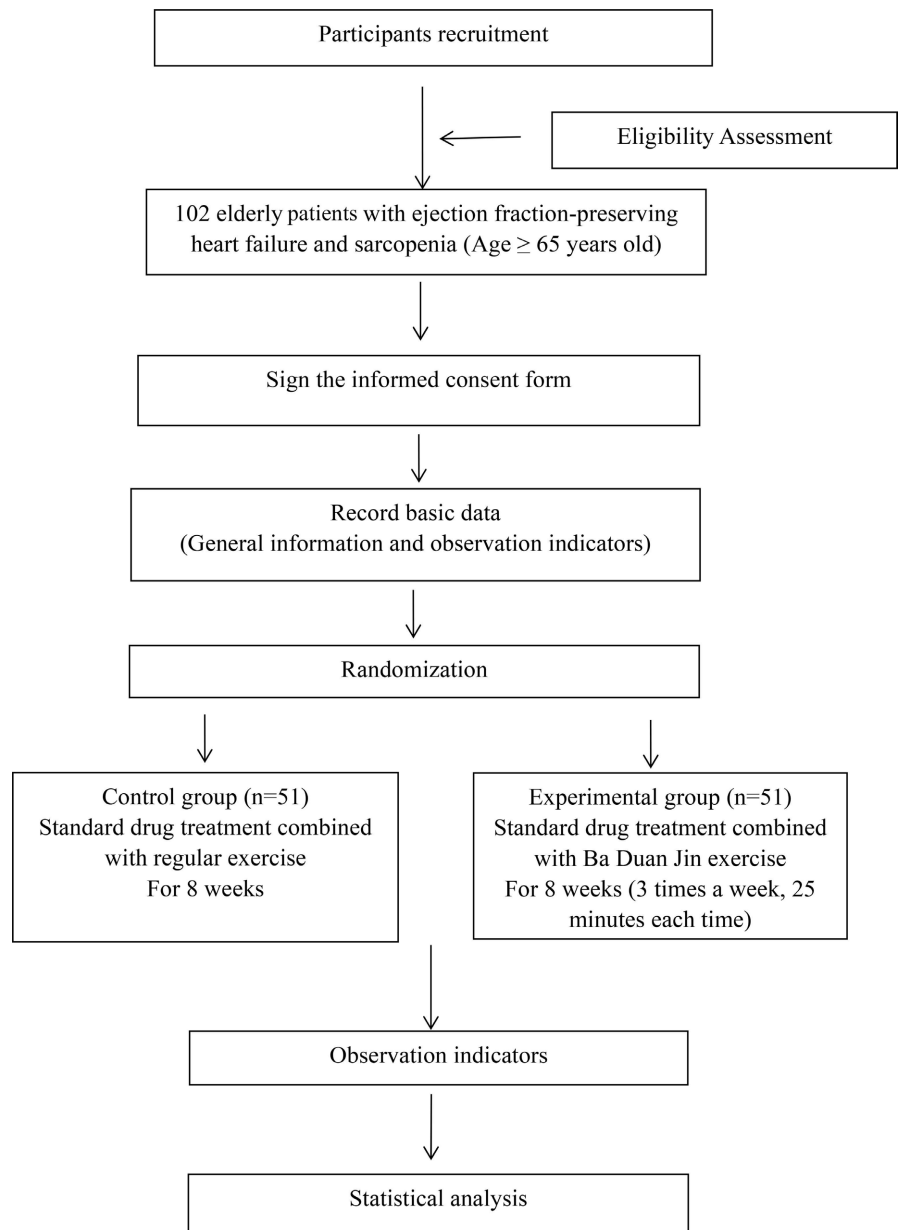 Participants recruitment
Eligibility Assessment
102 elderly patients with ejection fraction-preserving
heart failure and sarcopenia (Age ≥ 65 years old)
Sign the informed consent form
Record basic data
(General information and observation indicators)
Randomization
Control group (n=51)
Standard drug treatment combined
with regular exercise
For 8 weeks
Experimental group (n=51)
Standard drug treatment combined
with Ba Duan Jin exercise
For 8 weeks (3 times a week, 25
minutes each time)
Observation indicators
Statistical analysis